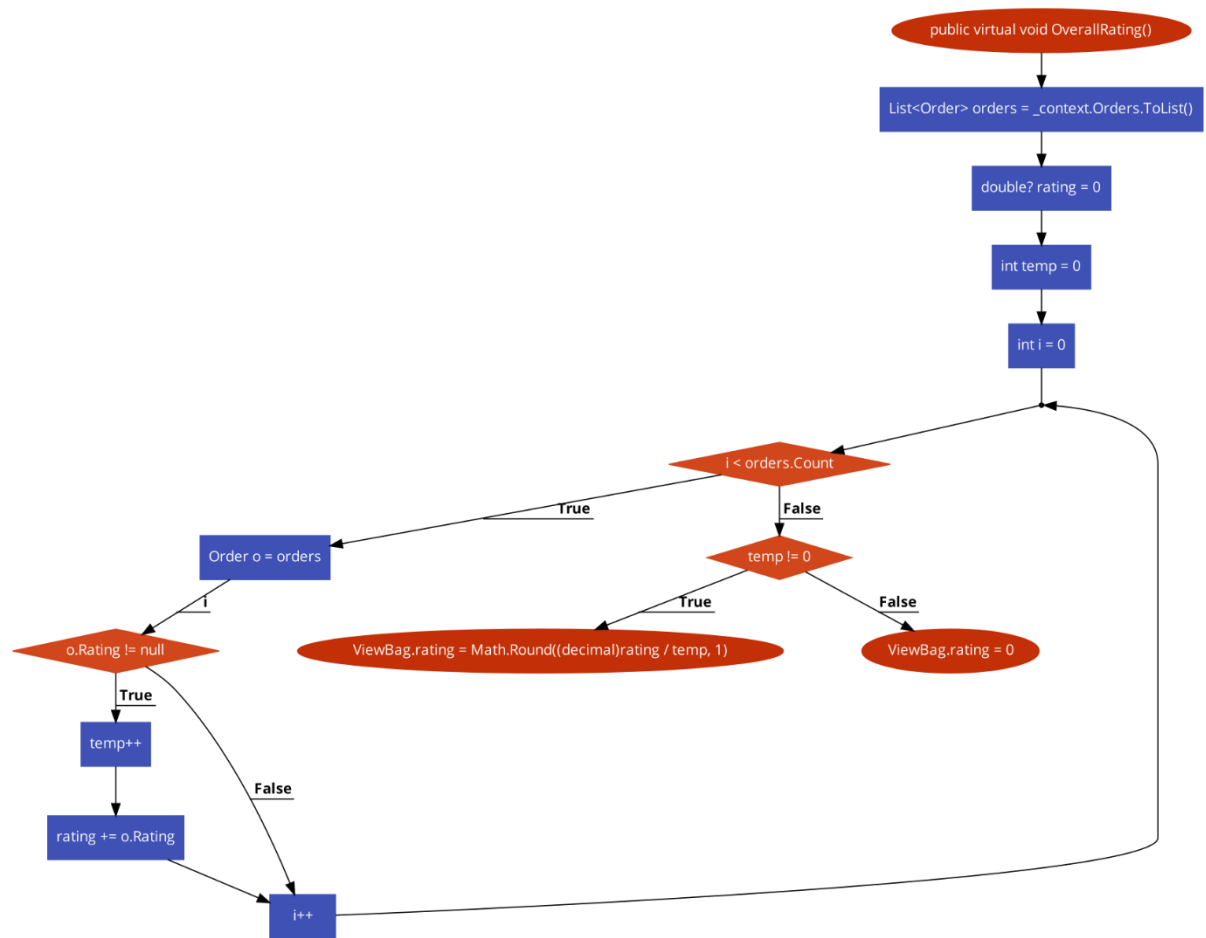 public virtual void OverallRating()
List<Order> orders = _context.Orders.ToList()
double? rating = 0
int temp = 0
int i = 0
i < orders.Count
True
False
Order o = orders
temp != 0
i
True
False
o.Rating != null
ViewBag.rating = Math.Round((decimal)rating / temp, 1)
ViewBag.rating = 0
True
temp++
False
rating += o.Rating
i++